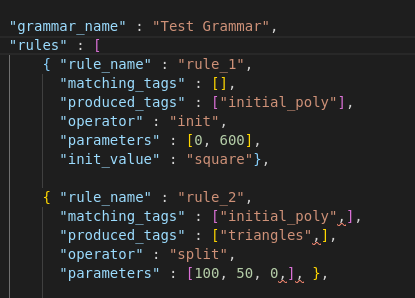 "grammar_name" : "Test Grammar",
"rules" : [
{ "rule_name" : "rule_1",
"matching_tags" : [],
"produced_tags" : ["initial_poly"],
"operator" : "init",
"parameters" : [0, 600],
"init_value" : "square"},
{ "rule_name" : "rule_2",
"matching_tags" : ["initial_poly",],
"produced_tags" : ["triangles",],
"operator" : "split",
"parameters" : [100, 50, 0,], },